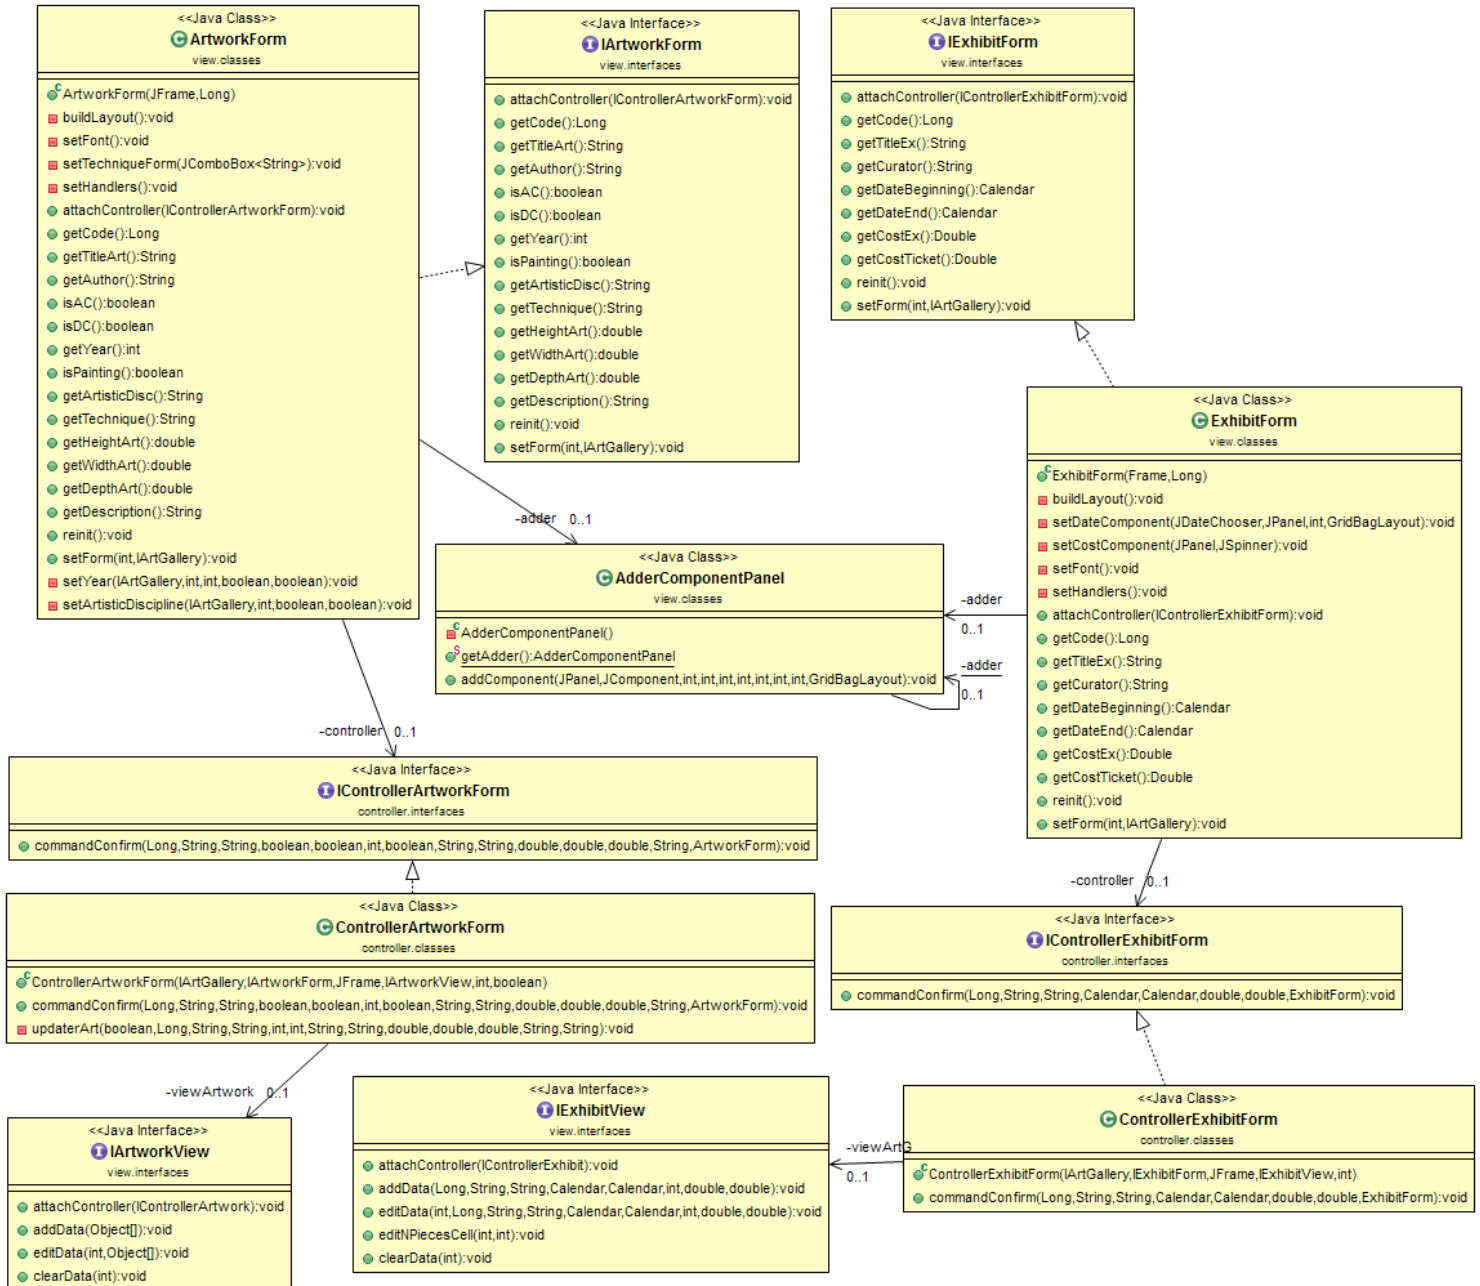 <<Java Class>>
ArtworkForm
view.classes
ArtworkForm(JFrame,Long)
buildLayout():void
setFont():void
setTechniqueForm(JComboBox<String>):void
setHandlers():void
attachController(IControllerArtworkForm):void
getCode():Long
getTitleArt():String
getAuthor():String
isAC():boolean
isDC():boolean
getYear():int
isPainting():boolean
getArtisticDisc():String
getTechnique():String
getHeightArt():double
getWidthArt():double
getDepthArt():double
getDescription():String
reinit():void
setForm(int,IArtGallery):void
setYear(IArtGallery,int,int,boolean,boolean):void
setArtisticDiscipline(IArtGallery,int,boolean,boolean):void
<<Java Interface>>
IArtworkForm
view.interfaces
attachController(IControllerArtworkForm):void
getCode():Long
getTitleArt():String
getAuthor():String
isAC():boolean
isDC():boolean
getYear():int
isPainting():boolean
getArtisticDisc():String
getTechnique():String
getHeightArt():double
getWidthArt():double
getDepthArt():double
getDescription():String
reinit():void
setForm(int,IArtGallery):void
<<Java Interface>>
IExhibitForm
view.interfaces
attachController(IControllerExhibitForm):void
getCode():Long
getTitleEx():String
getCurator():String
getDateBeginning():Calendar
getDateEnd():Calendar
getCostEx():Double
getCostTicket():Double
reinit():void
setForm(int,IArtGallery):void
<<Java Class>>
ExhibitForm
view.classes
ExhibitForm(Frame,Long)
buildLayout():void
setDateComponent(JDateChooser,JPanel,int,GridBagLayout):void
setCostComponent(JPanel,JSpinner):void
setFont():void
setHandlers():void
attachController(IControllerExhibitForm):void
getCode():Long
getTitleEx():String
getCurator():String
getDateBeginning():Calendar
getDateEnd():Calendar
getCostEx():Double
getCostTicket():Double
reinit():void
setForm(int,IArtGallery):void
-adder 0..1
<<Java Class>>
AdderComponentPanel
view.classes
AdderComponentPanel()
getAdder():AdderComponentPanel
addComponent(JPanel,JComponent,int,int,int,int,int,int,int,GridBagLayout):void
-adder
0..1
-adder
0..1
-controller 0..1
<<Java Interface>>
IControllerArtworkForm
controller.interfaces
commandConfirm(Long,String,String,boolean,boolean,int,boolean,String,String,double,double,double,String,ArtworkForm):void
<<Java Class>>
ControllerArtworkForm
controller.classes
ControllerArtworkForm(IArtGallery,IArtworkForm,JFrame,IArtworkView,int,boolean)
commandConfirm(Long,String,String,boolean,boolean,int,boolean,String,String,double,double,double,String,ArtworkForm):void
updaterArt(boolean,Long,String,String,int,int,String,String,double,double,double,String,String):void
-controller 0..1
<<Java Interface>>
IControllerExhibitForm
controller.interfaces
commandConfirm(Long,String,String,Calendar,Calendar,double,double,ExhibitForm):void
-viewArtwork 0..1
<<Java Interface>>
IArtworkView
view.interfaces
attachController(IControllerArtwork):void
addData(Object[]):void
editData(int,Object[]):void
clearData(int):void
<<Java Interface>>
IExhibitView
view.interfaces
attachController(IControllerExhibit):void
addData(Long,String,String,Calendar,Calendar,int,double,double):void
editData(int,Long,String,String,Calendar,Calendar,int,double,double):void
editNPiecesCell(int,int):void
clearData(int):void
-viewArtG
0..1
<<Java Class>>
ControllerExhibitForm
controller.classes
ControllerExhibitForm(IArtGallery,IExhibitForm,JFrame,IExhibitView,int)
commandConfirm(Long,String,String,Calendar,Calendar,double,double,ExhibitForm):void